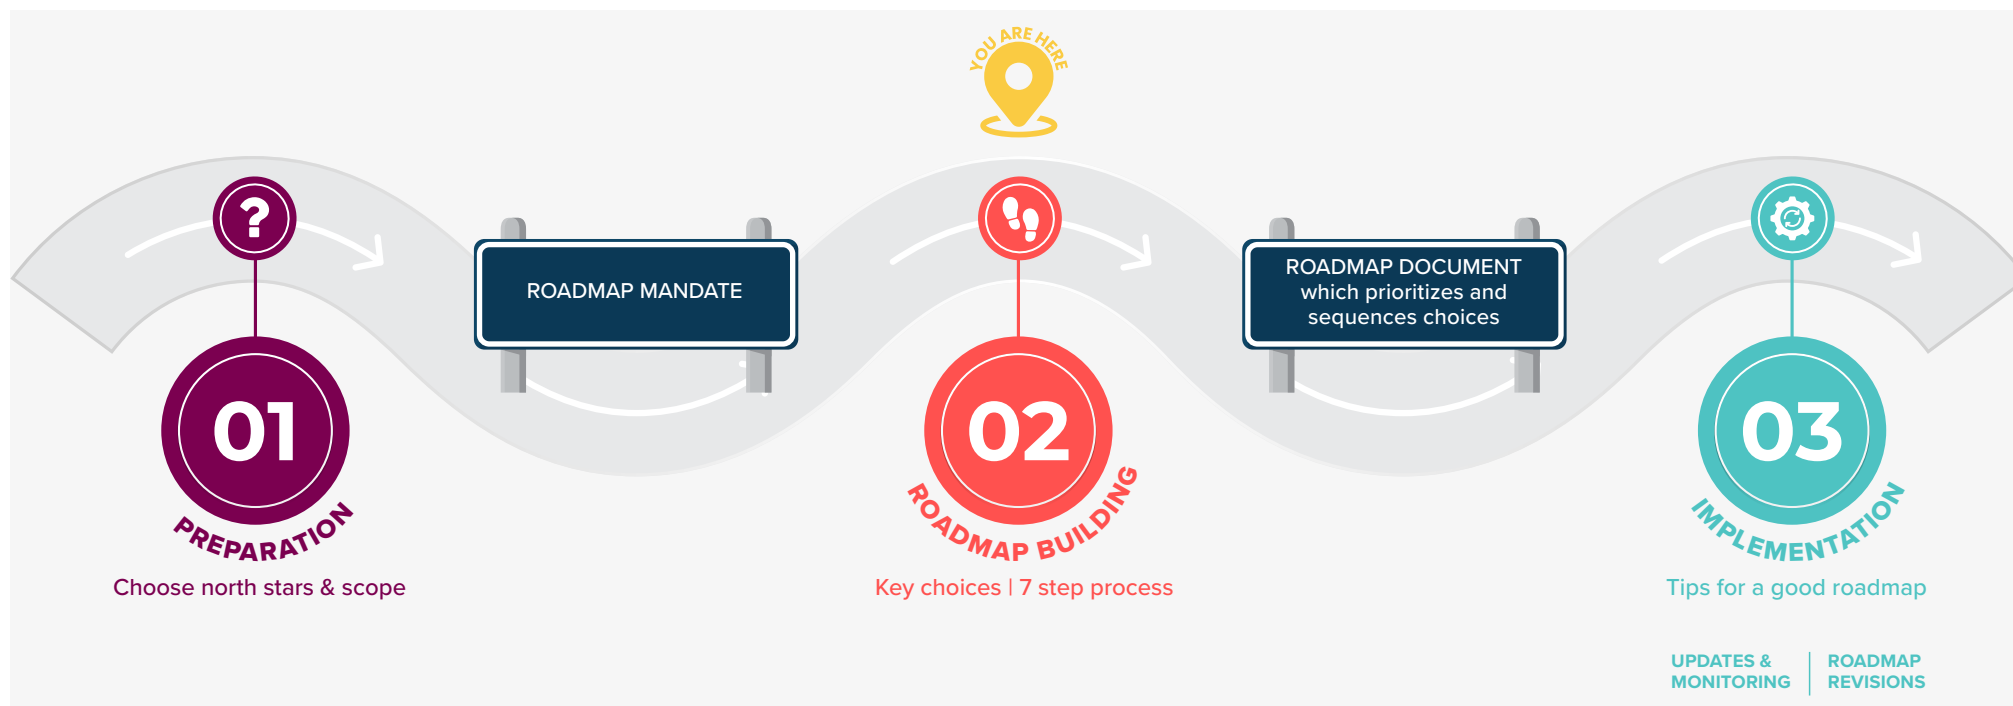 YOU ARE HERE
?
ROADMAP MANDATE
ROADMAP DOCUMENT
which prioritizes and
sequences choices
01
PREPARATION
Choose north stars & scope
02
ROADMAP BUILDING
Key choices | 7 step process
03
IMPLEMENTATION
Tips for a good roadmap
UPDATES &
MONITORING
ROADMAP
REVISIONS